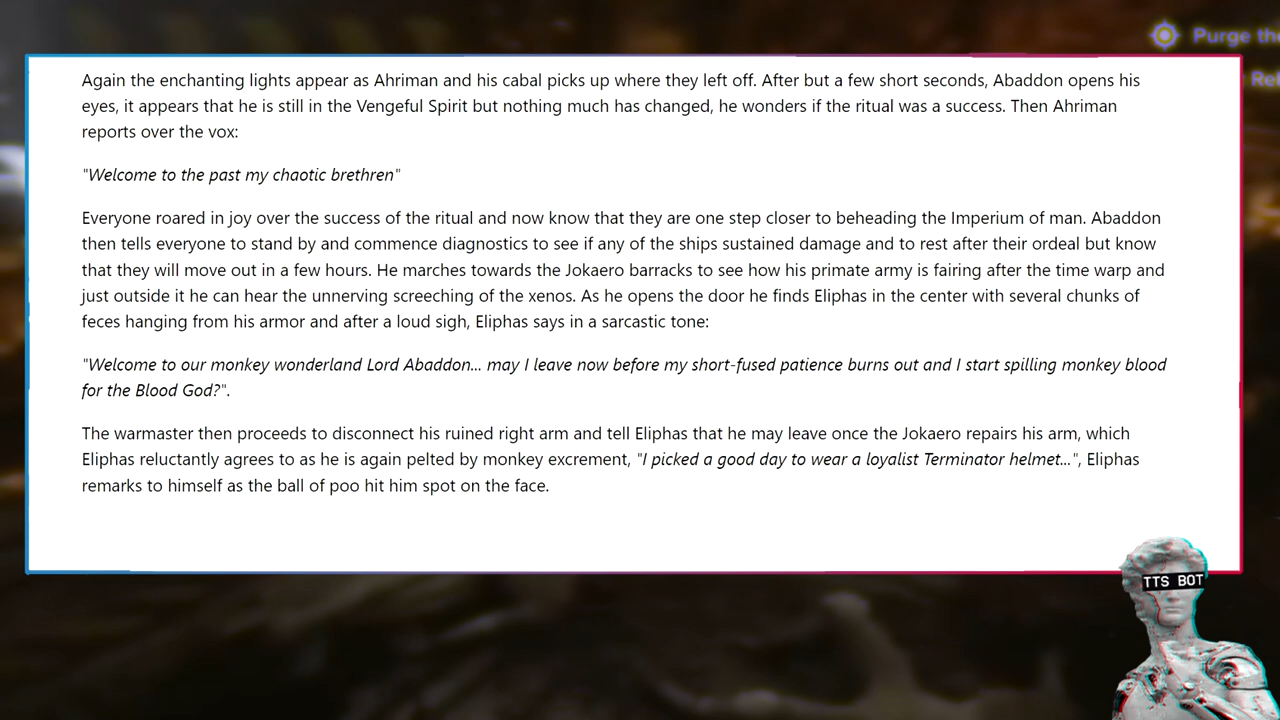 Purge th
Again the enchanting lights appear as Ahriman and his cabal picks up where they left off. After but a few short seconds, Abaddon opens his
eyes, it appears that he is still in the Vengeful Spirit but nothing much has changed, he wonders if the ritual was a success. Then Ahriman
reports over the vox:
"Welcome to the past my chaotic brethren"
Everyone roared in joy over the success of the ritual and now know that they are one step closer to beheading the Imperium of man. Abaddon
then tells everyone to stand by and commence diagnostics to see if any of the ships sustained damage and to rest after their ordeal but know
that they will move out in a few hours. He marches towards the Jokaero barracks to see how his primate army is fairing after the time warp and
just outside it he can hear the unnerving screeching of the xenos. As he opens the door he finds Eliphas in the center with several chunks of
feces hanging from his armor and after a loud sigh, Eliphas says in a sarcastic tone:
"Welcome to our monkey wonderland Lord Abaddon... may I leave now before my short-fused patience burns out and I start spilling monkey blood
for the Blood God?".
The warmaster then proceeds to disconnect his ruined right arm and tell Eliphas that he may leave once the Jokaero repairs his arm, which
Eliphas reluctantly agrees to as he is again pelted by monkey excrement, "I picked a good day to wear a loyalist Terminator helmet...", Eliphas
remarks to himself as the ball of poo hit him spot on the face.
TTS BOT